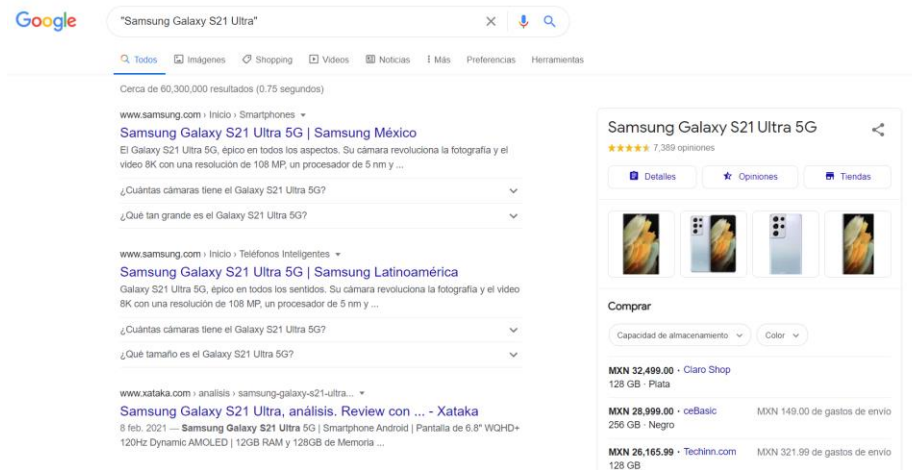 Google
"Samsung Galaxy S21 Ultra"
Todos Imágenes Shopping Videos Noticias Más Preferencias Herramientas
Cerca de 60,300,000 resultados (0.75 segundos)
www.samsung.com › Inicio › Smartphones
Samsung Galaxy S21 Ultra 5G | Samsung México
El Galaxy S21 Ultra 5G, épico en todos los aspectos. Su cámara revoluciona la fotografía y el
video 8K con una resolución de 108 MP, un procesador de 5 nm y ...
¿Cuántas cámaras tiene el Galaxy S21 Ultra 5G?
¿Qué tan grande es el Galaxy S21 Ultra 5G?
www.samsung.com › Inicio › Teléfonos Inteligentes
Samsung Galaxy S21 Ultra 5G | Samsung Latinoamérica
Galaxy S21 Ultra 5G, épico en todos los sentidos. Su cámara revoluciona la fotografía y el video
8K con una resolución de 108 MP, un procesador de 5 nm y ...
¿Cuántas cámaras tiene el Galaxy S21 Ultra 5G?
¿Qué tamaño es el Galaxy S21 Ultra 5G?
www.xataka.com › analisis › samsung-galaxy-s21-ultra...
Samsung Galaxy S21 Ultra, análisis. Review con ... - Xataka
8 feb. 2021 — Samsung Galaxy S21 Ultra 5G | Smartphone Android | Pantalla de 6.8" WQHD+
120Hz Dynamic AMOLED | 12GB RAM y 128GB de Memoria ...
Samsung Galaxy S21 Ultra 5G
7,389 opiniones
Detalles Opiniones Tiendas
Comprar
Capacidad de almacenamiento Color
MXN 32,499.00 · Claro Shop
128 GB · Plata
MXN 28,999.00 · ceBasic MXN 149.00 de gastos de envío
256 GB · Negro
MXN 26,165.99 · Techinn.com MXN 321.99 de gastos de envío
128 GB